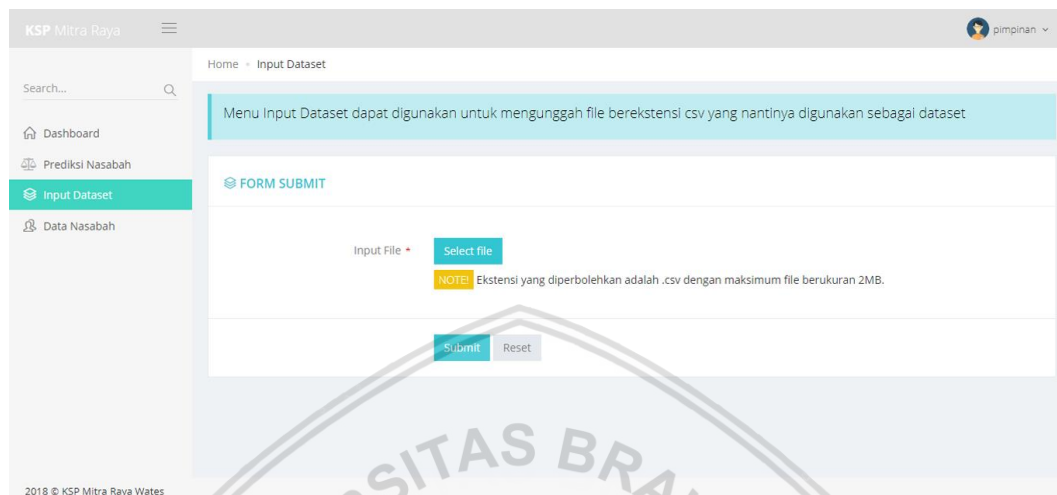 KSP Mitra Raya
pimpinan
Home Input Dataset
Search...
Dashboard
Prediksi Nasabah
Input Dataset
Data Nasabah
Menu Input Dataset dapat digunakan untuk mengunggah file berekstensi csv yang nantinya digunakan sebagai dataset
FORM SUBMIT
Input File *
Select file
NOTE! Ekstensi yang diperbolehkan adalah .csv dengan maksimum file berukuran 2MB.
Submit Reset
SITAS BRA
2018 © KSP Mitra Raya Wates